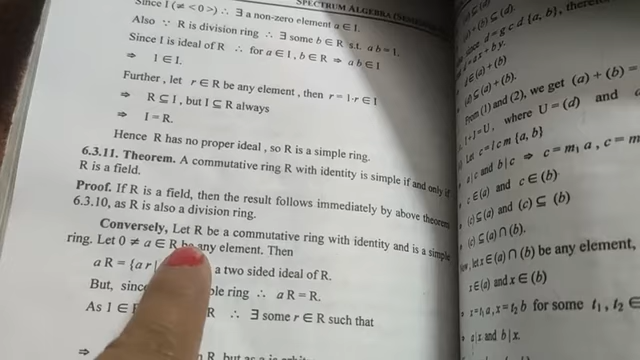 SPECTRUM ALGEBRA
Since I (≠ <0>) ∴ ∃ a non-zero element a ∈ I.
Also ∵ R is division ring ∴ ∃ some b ∈ R s.t. ab = 1.
Since I is ideal of R ∴ for a ∈ I, b ∈ R ⇒ ab ∈ I
⇒ 1 ∈ I.
Further, let r ∈ R be any element, then r = 1·r ∈ I
⇒ R ⊆ I, but I ⊆ R always
⇒ I = R.
Hence R has no proper ideal, so R is a simple ring.
6.3.11. Theorem. A commutative ring R with identity is simple if and only if
R is a field.
Proof. If R is a field, then the result follows immediately by above theorem
6.3.10, as R is also a division ring.
Conversely, Let R be a commutative ring with identity and is a simple
ring. Let 0 ≠ a ∈ R be any element. Then
a R = {a r | a two sided ideal of R.
But, since ple ring ∴ a R = R.
As 1 ∈ R ∴ ∃ some r ∈ R such that
⇒ R, but a
(a) + (b) ⊆ (d).
d = g c d {a, b}, therefore
d = ax + by.
d ∈ (a) + (b)
(d) ⊆ (a) + (b).
From (1) and (2), we get (a) + (b) =
I + J = U, where U = (d) and
Let c = l c m {a, b}
a | c and b | c ⇒ c = m₁ a, c = m
c ∈ (a) and c ∈ (b)
(c) ⊆ (a) and (c) ⊆ (b)
(c) ⊆ (a) ∩ (b).
Now, let x ∈ (a) ∩ (b) be any element,
x ∈ (a) and x ∈ (b)
x = t₁ a, x = t₂ b for some t₁, t₂ ∈
a | x and b | x.